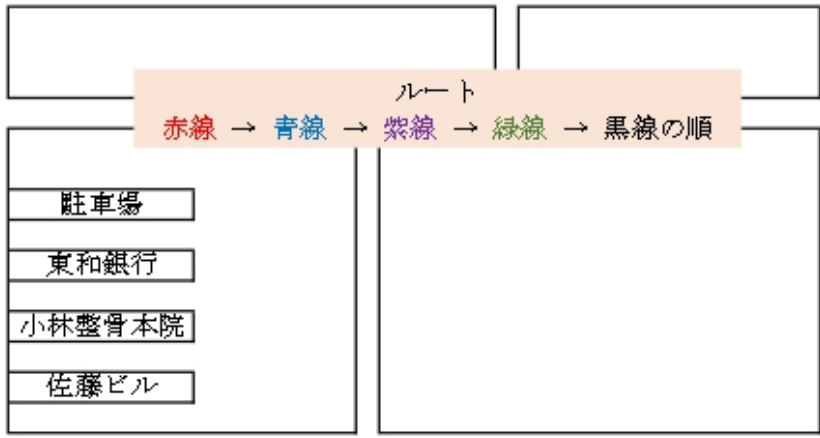 ルート
赤線 → 青線 → 紫線 → 緑線 → 黒線の順
駐車場
東和銀行
小林整骨本院
佐藤ビル